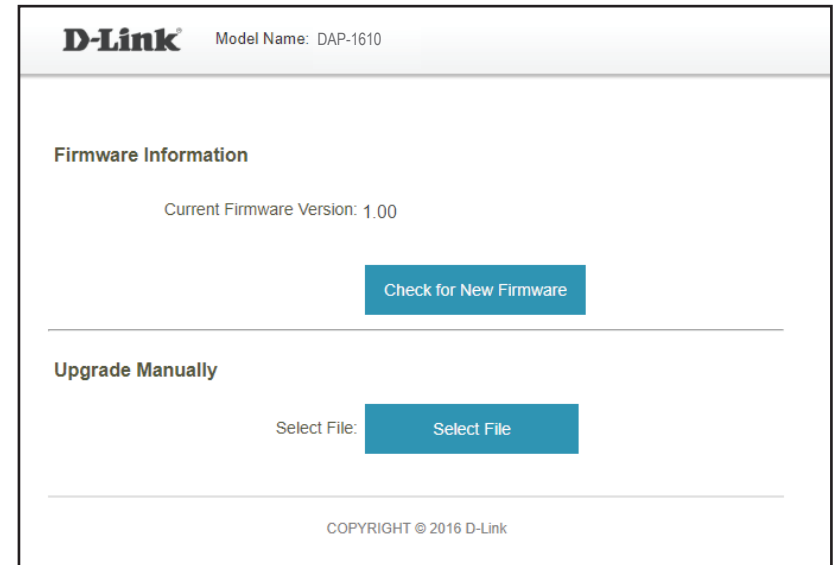 D-Link Model Name: DAP-1610
Firmware Information
Current Firmware Version: 1.00
Check for New Firmware
Upgrade Manually
Select File: Select File
COPYRIGHT © 2016 D-Link